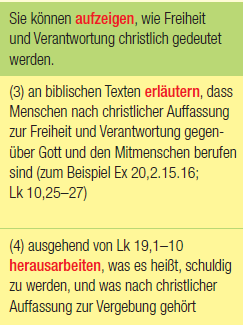 Sie können aufzeigen, wie Freiheit
und Verantwortung christlich gedeutet
werden.
(3) an biblischen Texten erläutern, dass
Menschen nach christlicher Auffassung
zur Freiheit und Verantwortung gegen-
über Gott und den Mitmenschen berufen
sind (zum Beispiel Ex 20,2.15.16;
Lk 10,25–27)
(4) ausgehend von Lk 19,1–10
herausarbeiten, was es heißt, schuldig
zu werden, und was nach christlicher
Auffassung zur Vergebung gehört